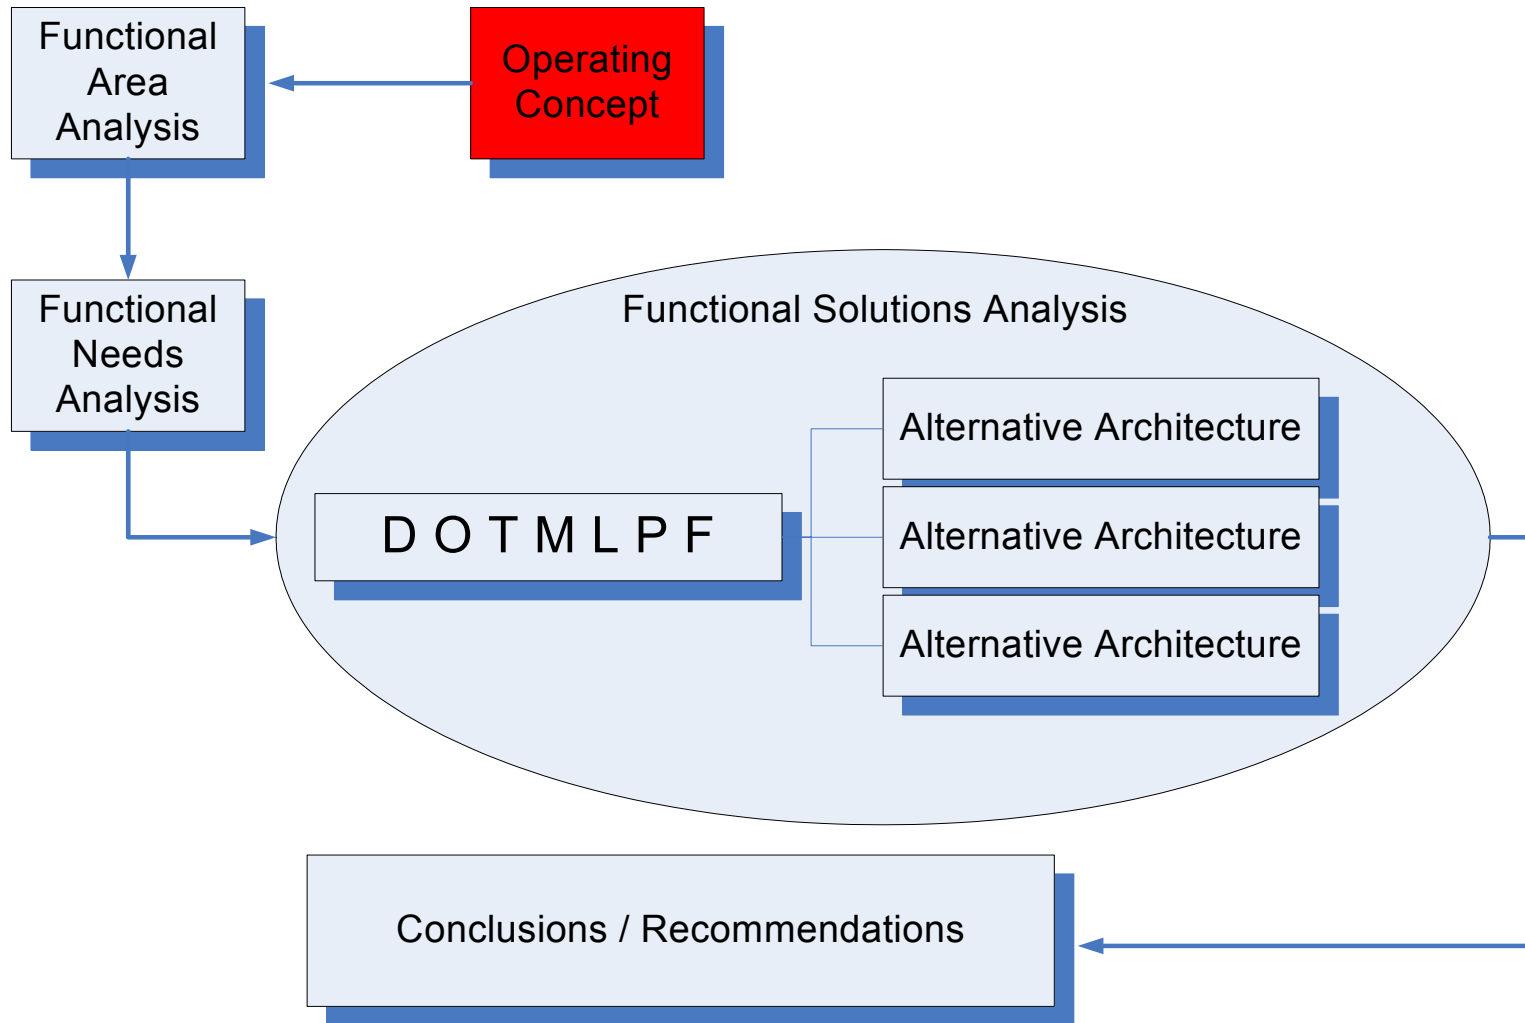 Functional
Area
Analysis
Operating
Concept
Functional
Needs
Analysis
Functional Solutions Analysis
D O T M L P F
Alternative Architecture
Alternative Architecture
Alternative Architecture
Conclusions / Recommendations